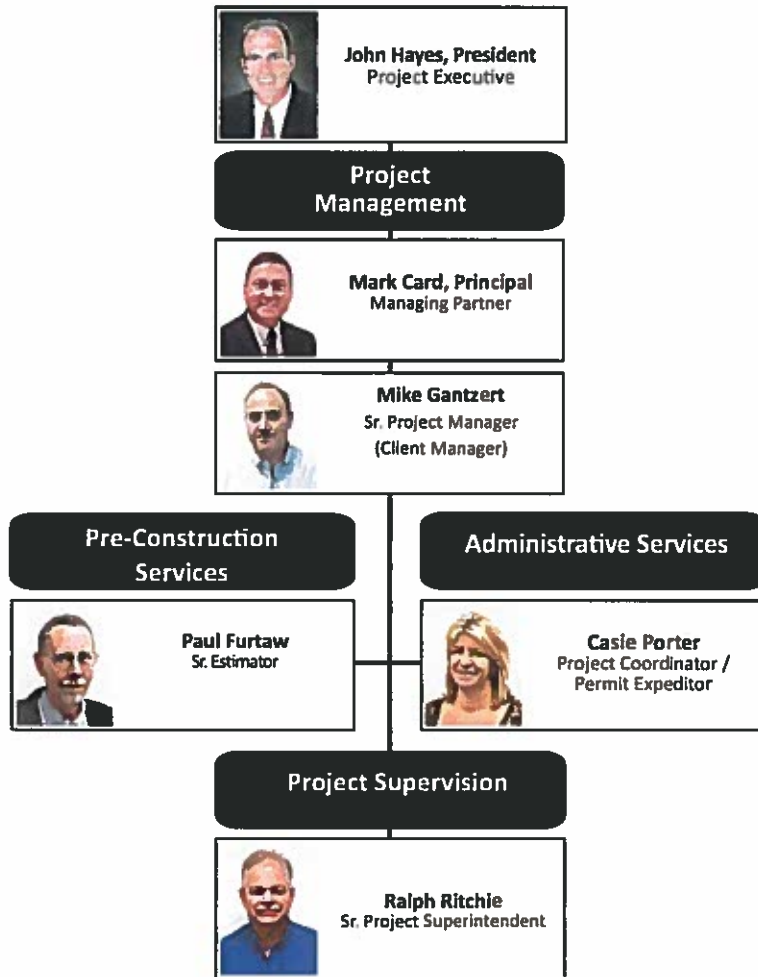 John Hayes, President
Project Executive
Project
Management
Mark Card, Principal
Managing Partner
Mike Gantzert
Sr. Project Manager
(Client Manager)
Pre-Construction
Services
Administrative Services
Paul Furtaw
Sr. Estimator
Casie Porter
Project Coordinator /
Permit Expeditor
Project Supervision
Ralph Ritchie
Sr. Project Superintendent